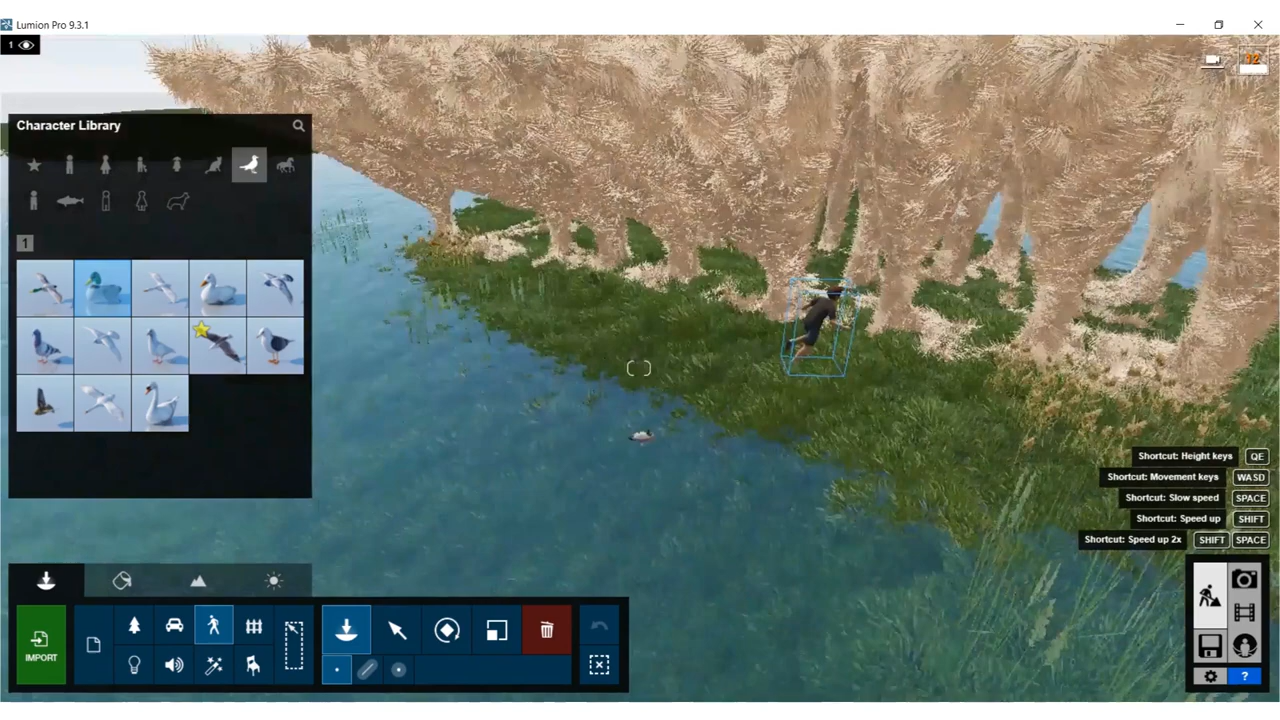 Lumion Pro 9.3.1
1
12
Character Library
1
Shortcut: Height keys QE
Shortcut: Movement keys WASD
Shortcut: Slow speed SPACE
Shortcut: Speed up SHIFT
Shortcut: Speed up 2x SHIFT SPACE
IMPORT
?